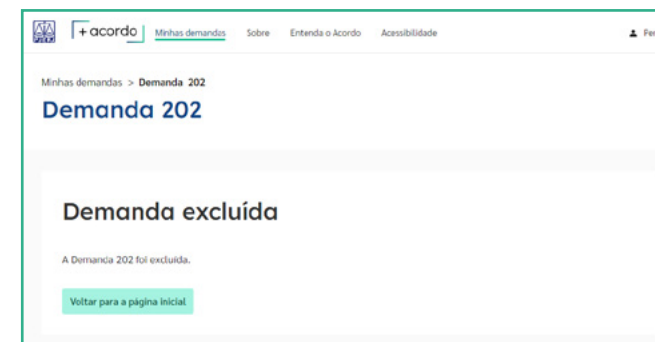 +acordo Minhas demandas Sobre Entenda o Acordo Acessibilidade Per
Minhas demandas > Demanda 202
Demanda 202
Demanda excluída
A Demanda 202 foi excluída.
Voltar para a página inicial